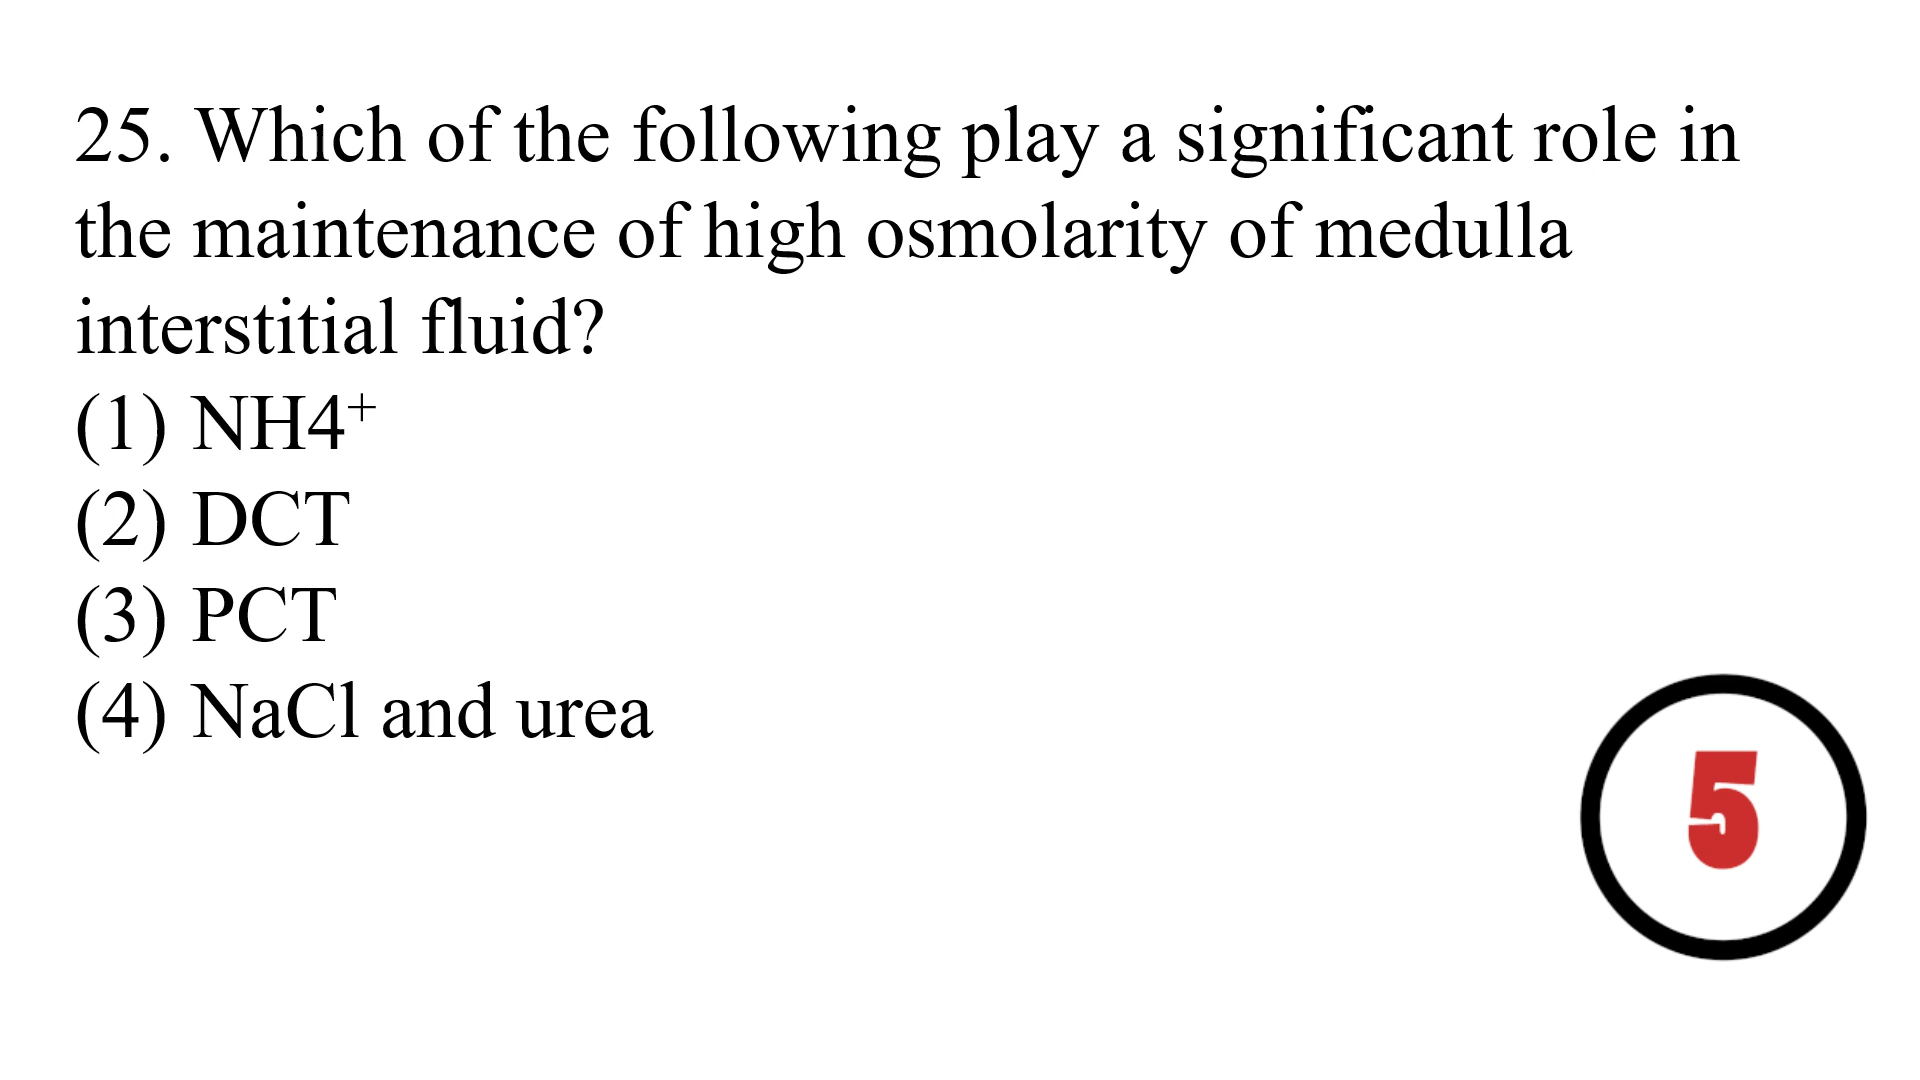 25. Which of the following play a significant role in
the maintenance of high osmolarity of medulla
interstitial fluid?
(1) NH4⁺
(2) DCT
(3) PCT
(4) NaCl and urea
5